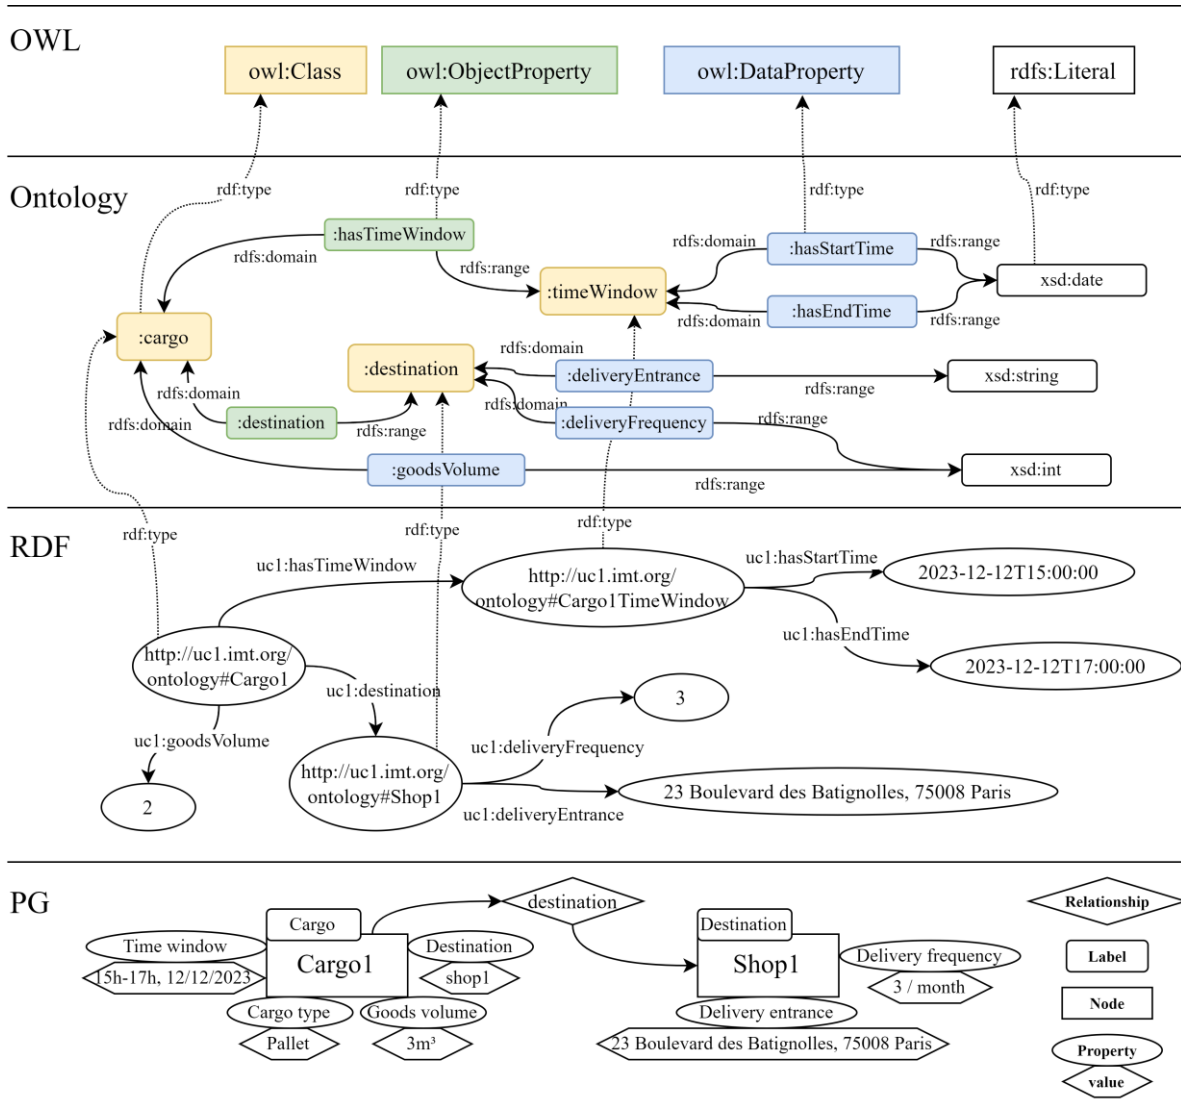 OWL
owl:Class
owl:ObjectProperty
owl:DataProperty
rdfs:Literal
Ontology
rdf:type
rdf:type
rdf:type
rdf:type
:hasTimeWindow
rdfs:domain
rdfs:range
:timeWindow
rdfs:domain
:hasStartTime
rdfs:range
xsd:date
rdfs:domain
:hasEndTime
rdfs:range
:cargo
:destination
rdfs:domain
:deliveryEntrance
rdfs:range
xsd:string
rdfs:domain
rdfs:domain
:destination
rdfs:range
rdfs:domain
:deliveryFrequency
rdfs:range
:goodsVolume
rdfs:range
xsd:int
RDF
rdf:type
rdf:type
rdf:type
uc1:hasTimeWindow
http://uc1.imt.org/
ontology#Cargo1TimeWindow
uc1:hasStartTime
2023-12-12T15:00:00
uc1:hasEndTime
2023-12-12T17:00:00
http://uc1.imt.org/
ontology#Cargo1
uc1:destination
uc1:goodsVolume
2
http://uc1.imt.org/
ontology#Shop1
uc1:deliveryFrequency
3
uc1:deliveryEntrance
23 Boulevard des Batignolles, 75008 Paris
PG
Cargo
Cargo1
Time window
15h-17h, 12/12/2023
Destination
shop1
Cargo type
Pallet
Goods volume
3m³
destination
Destination
Shop1
Delivery frequency
3 / month
Delivery entrance
23 Boulevard des Batignolles, 75008 Paris
Relationship
Label
Node
Property
value